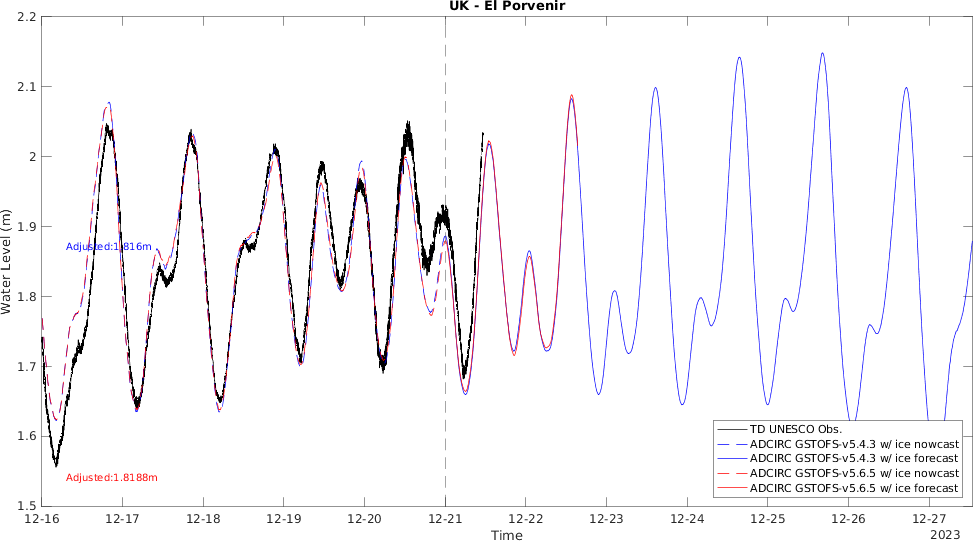 UK - El Porvenir
2.2
2.1
2
1.9
1.8
1.7
1.6
1.5
Water Level (m)
Adjusted:1.816m
Adjusted:1.8188m
TD UNESCO Obs.
ADCIRC GSTOFS-v5.4.3 w/ ice nowcast
ADCIRC GSTOFS-v5.4.3 w/ ice forecast
ADCIRC GSTOFS-v5.6.5 w/ ice nowcast
ADCIRC GSTOFS-v5.6.5 w/ ice forecast
12-16 12-17 12-18 12-19 12-20 12-21 12-22 12-23 12-24 12-25 12-26 12-27
Time
2023